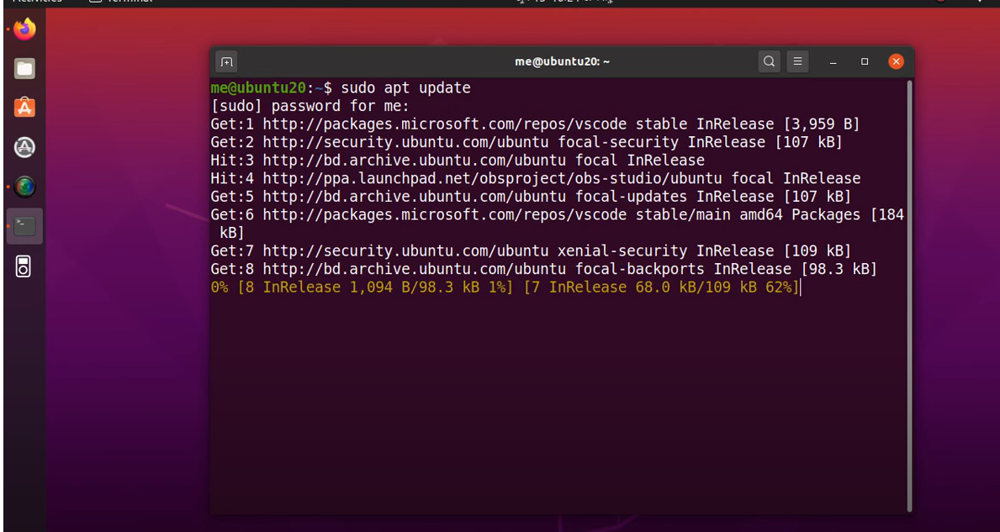 Activities Terminal
me@ubuntu20: ~
me@ubuntu20:~$ sudo apt update
[sudo] password for me:
Get:1 http://packages.microsoft.com/repos/vscode stable InRelease [3,959 B]
Get:2 http://security.ubuntu.com/ubuntu focal-security InRelease [107 kB]
Hit:3 http://bd.archive.ubuntu.com/ubuntu focal InRelease
Hit:4 http://ppa.launchpad.net/obsproject/obs-studio/ubuntu focal InRelease
Get:5 http://bd.archive.ubuntu.com/ubuntu focal-updates InRelease [107 kB]
Get:6 http://packages.microsoft.com/repos/vscode stable/main amd64 Packages [184
 kB]
Get:7 http://security.ubuntu.com/ubuntu xenial-security InRelease [109 kB]
Get:8 http://bd.archive.ubuntu.com/ubuntu focal-backports InRelease [98.3 kB]
0% [8 InRelease 1,094 B/98.3 kB 1%] [7 InRelease 68.0 kB/109 kB 62%]